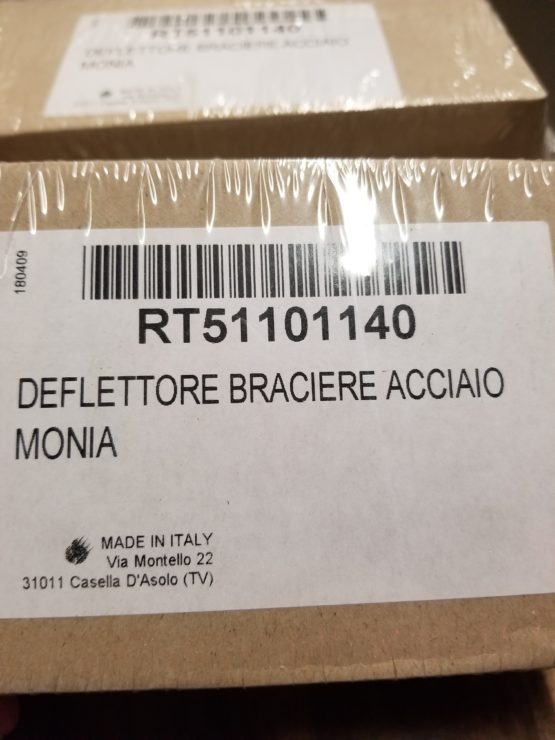 RT51101140
DEFLETTORE BRACIERE ACCIAIO
MONIA
180409
RT51101140
DEFLETTORE BRACIERE ACCIAIO
MONIA
MADE IN ITALY
Via Montello 22
31011 Casella D'Asolo (TV)